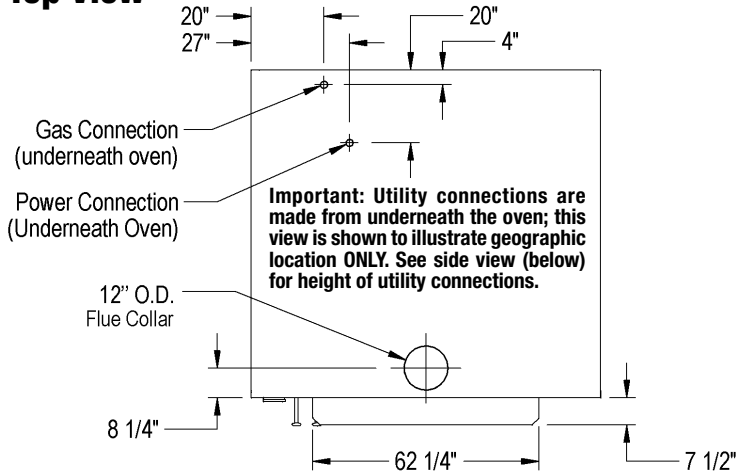 Top View
20"
20"
27"
4"
Gas Connection
(underneath oven)
Power Connection
(Underneath Oven)
Important: Utility connections are
made from underneath the oven; this
view is shown to illustrate geographic
location ONLY. See side view (below)
for height of utility connections.
12” O.D.
Flue Collar
8 1/4"
62 1/4"
7 1/2"